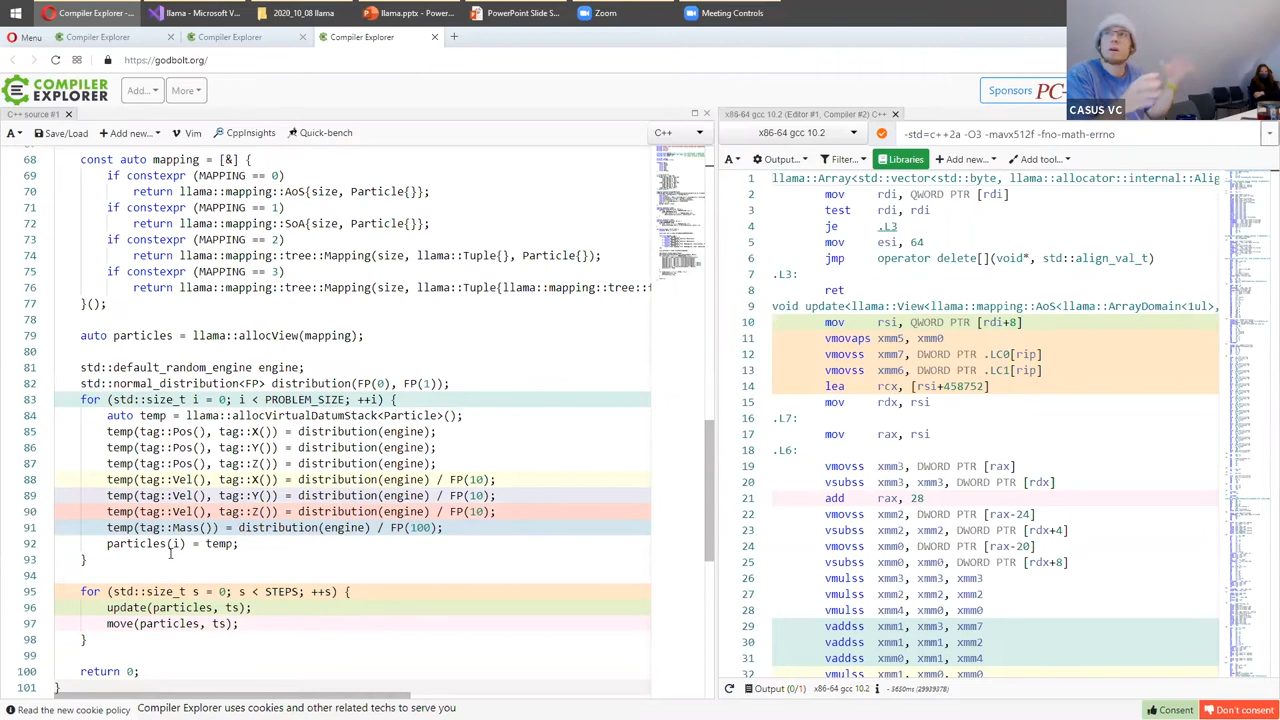 Compiler Explorer -...
llama - Microsoft V...
2020_10_08 llama
llama.pptx - Power...
PowerPoint Slide S...
Zoom
Meeting Controls
Menu
Compiler Explorer
Compiler Explorer
Compiler Explorer
https://godbolt.org/
COMPILER
EXPLORER
Add...
More
Sponsors PC-
CASUS VC
C++ source #1
x86-64 gcc 10.2 (Editor #1, Compiler #2) C++
A
Save/Load
Add new...
Vim
CppInsights
Quick-bench
C++
x86-64 gcc 10.2
-std=c++2a -O3 -mavx512f -fno-math-errno
A
Output...
Filter...
Libraries
Add new...
Add tool...
68 const auto mapping = [&] {
69 if constexpr (MAPPING == 0)
70 return llama::mapping::AoS{size, Particle{}};
71 if constexpr (MAPPING == 1)
72 return llama::mapping::SoA{size, Particle{}};
73 if constexpr (MAPPING == 2)
74 return llama::mapping::tree::Mapping(size, llama::Tuple{}, Particle{});
75 if constexpr (MAPPING == 3)
76 return llama::mapping::tree::Mapping(size, llama::Tuple{llama::mapping::tree::f
77 }();
78
79 auto particles = llama::allocView(mapping);
80
81 std::default_random_engine engine;
82 std::normal_distribution<FP> distribution(FP(0), FP(1));
83 for (std::size_t i = 0; i < PROBLEM_SIZE; ++i) {
84 auto temp = llama::allocVirtualDatumStack<Particle>();
85 temp(tag::Pos(), tag::X()) = distribution(engine);
86 temp(tag::Pos(), tag::Y()) = distribution(engine);
87 temp(tag::Pos(), tag::Z()) = distribution(engine);
88 temp(tag::Vel(), tag::X()) = distribution(engine) / FP(10);
89 temp(tag::Vel(), tag::Y()) = distribution(engine) / FP(10);
90 temp(tag::Vel(), tag::Z()) = distribution(engine) / FP(10);
91 temp(tag::Mass()) = distribution(engine) / FP(100);
92 particles(i) = temp;
93 }
94
95 for (std::size_t s = 0; s < STEPS; ++s) {
96 update(particles, ts);
97 move(particles, ts);
98 }
99
100 return 0;
101 }
1 llama::Array<std::vector<std::byte, llama::allocator::internal::Alig
2 mov rdi, QWORD PTR [rdi]
3 test rdi, rdi
4 je .L3
5 mov esi, 64
6 jmp operator delete[](void*, std::align_val_t)
7 .L3:
8 ret
9 void update<llama::View<llama::mapping::AoS<llama::ArrayDomain<1ul>,
10 mov rsi, QWORD PTR [rdi+8]
11 vmovaps xmm5, xmm0
12 vmovss xmm7, DWORD PTR .LC0[rip]
13 vmovss xmm6, DWORD PTR .LC1[rip]
14 lea rcx, [rsi+458752]
15 mov rdx, rsi
16 .L7:
17 mov rax, rsi
18 .L6:
19 vmovss xmm3, DWORD PTR [rax]
20 vsubss xmm3, xmm3, DWORD PTR [rdx]
21 add rax, 28
22 vmovss xmm2, DWORD PTR [rax-24]
23 vsubss xmm2, xmm2, DWORD PTR [rdx+4]
24 vmovss xmm0, DWORD PTR [rax-20]
25 vsubss xmm0, xmm0, DWORD PTR [rdx+8]
26 vmulss xmm3, xmm3, xmm3
27 vmulss xmm2, xmm2, xmm2
28 vmulss xmm4, xmm0, xmm0
29 vaddss xmm1, xmm3, xmm7
30 vaddss xmm1, xmm1, xmm2
31 vaddss xmm0, xmm1, xmm4
32 vmulss xmm1, xmm0, xmm0
Output (0/1) x86-64 gcc 10.2 i - 5650ms (29939378)
Read the new cookie policy
Compiler Explorer uses cookies and other related techs to serve you
Consent
Don't consent